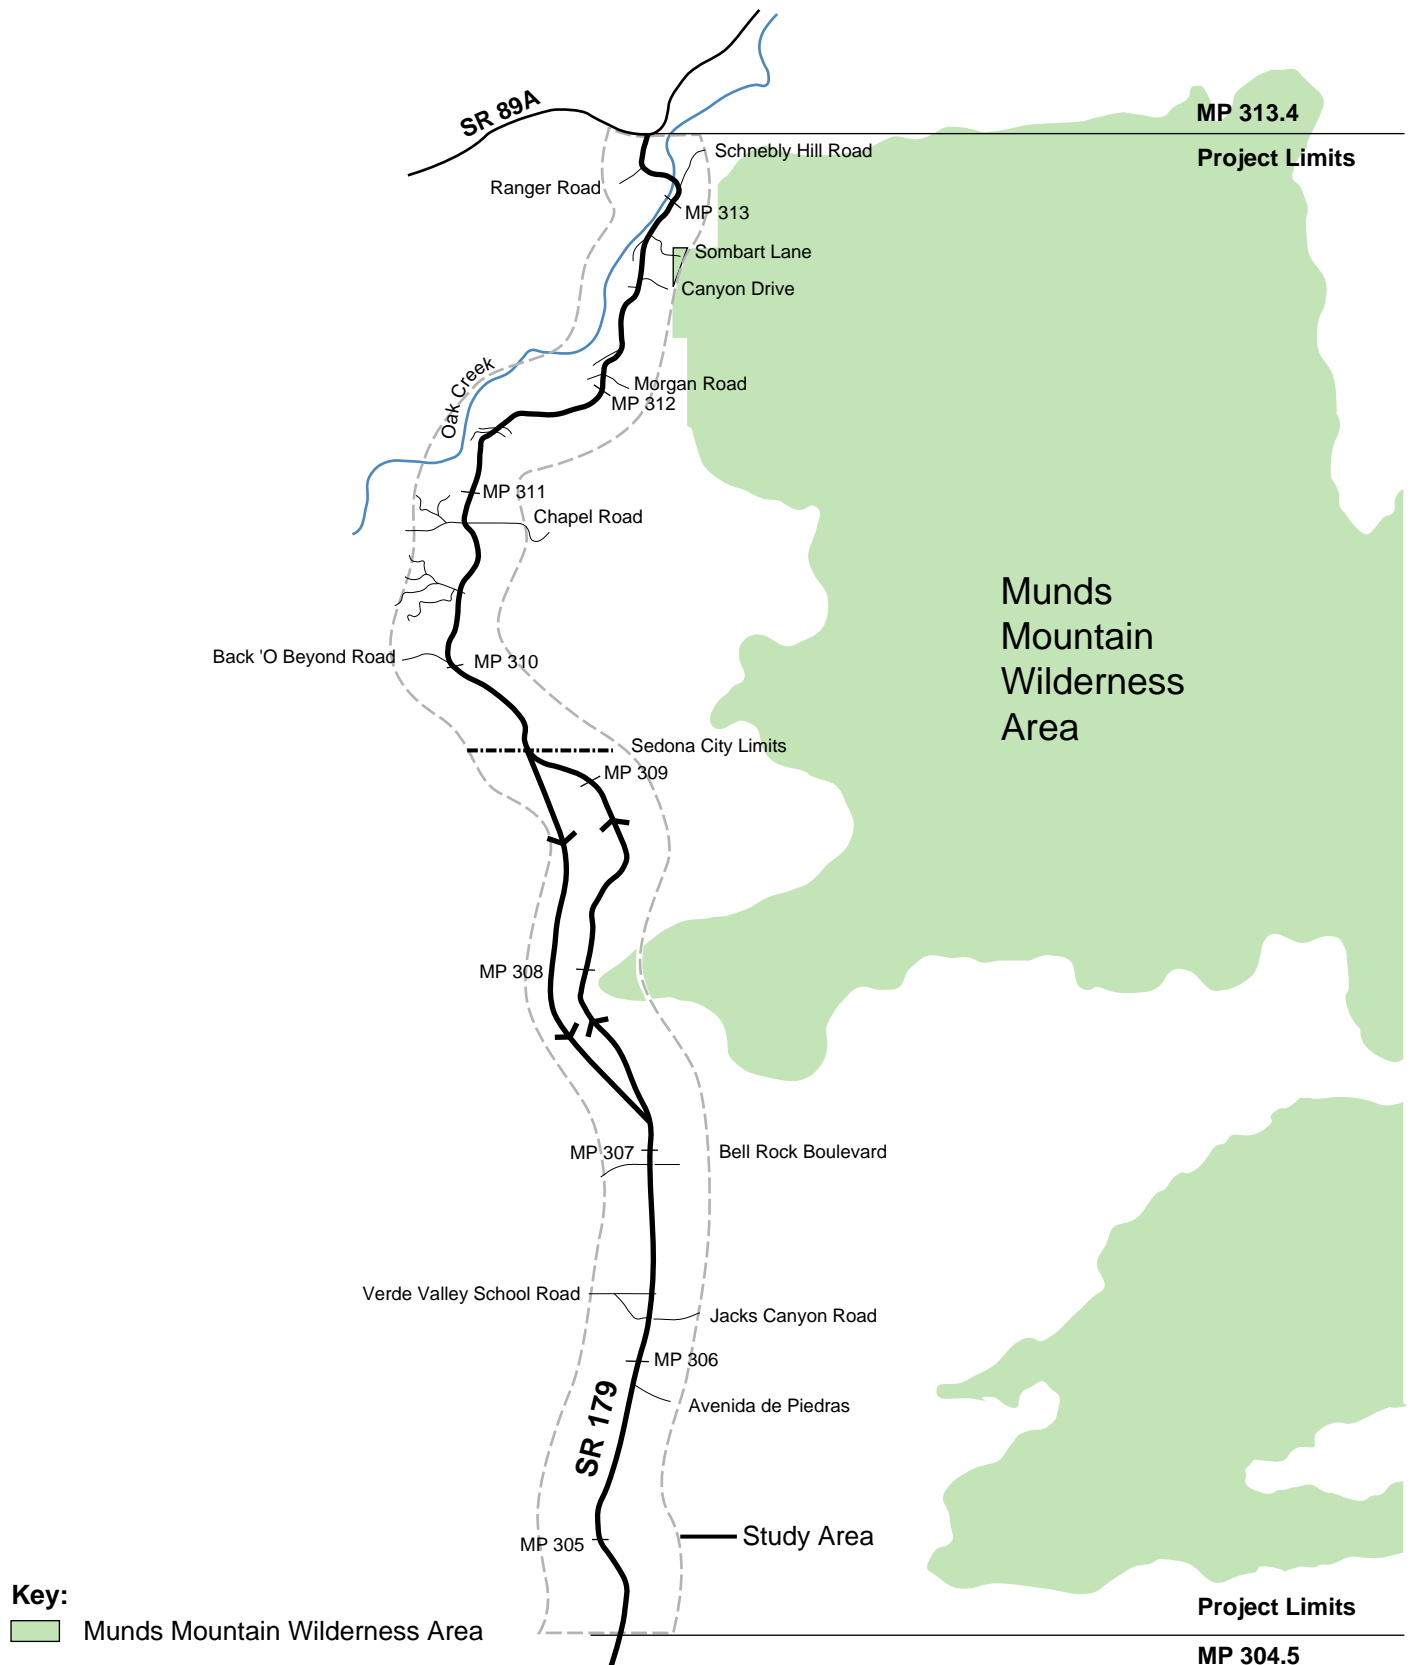 SR 89A
MP 313.4
Project Limits
Schnebly Hill Road
Ranger Road
MP 313
Sombart Lane
Canyon Drive
Oak Creek
Morgan Road
MP 312
MP 311
Chapel Road
Munds
Mountain
Wilderness
Area
Back 'O Beyond Road
MP 310
Sedona City Limits
MP 309
MP 308
MP 307
Bell Rock Boulevard
Verde Valley School Road
Jacks Canyon Road
MP 306
Avenida de Piedras
SR 179
Study Area
MP 305
Key:
Munds Mountain Wilderness Area
Project Limits
MP 304.5